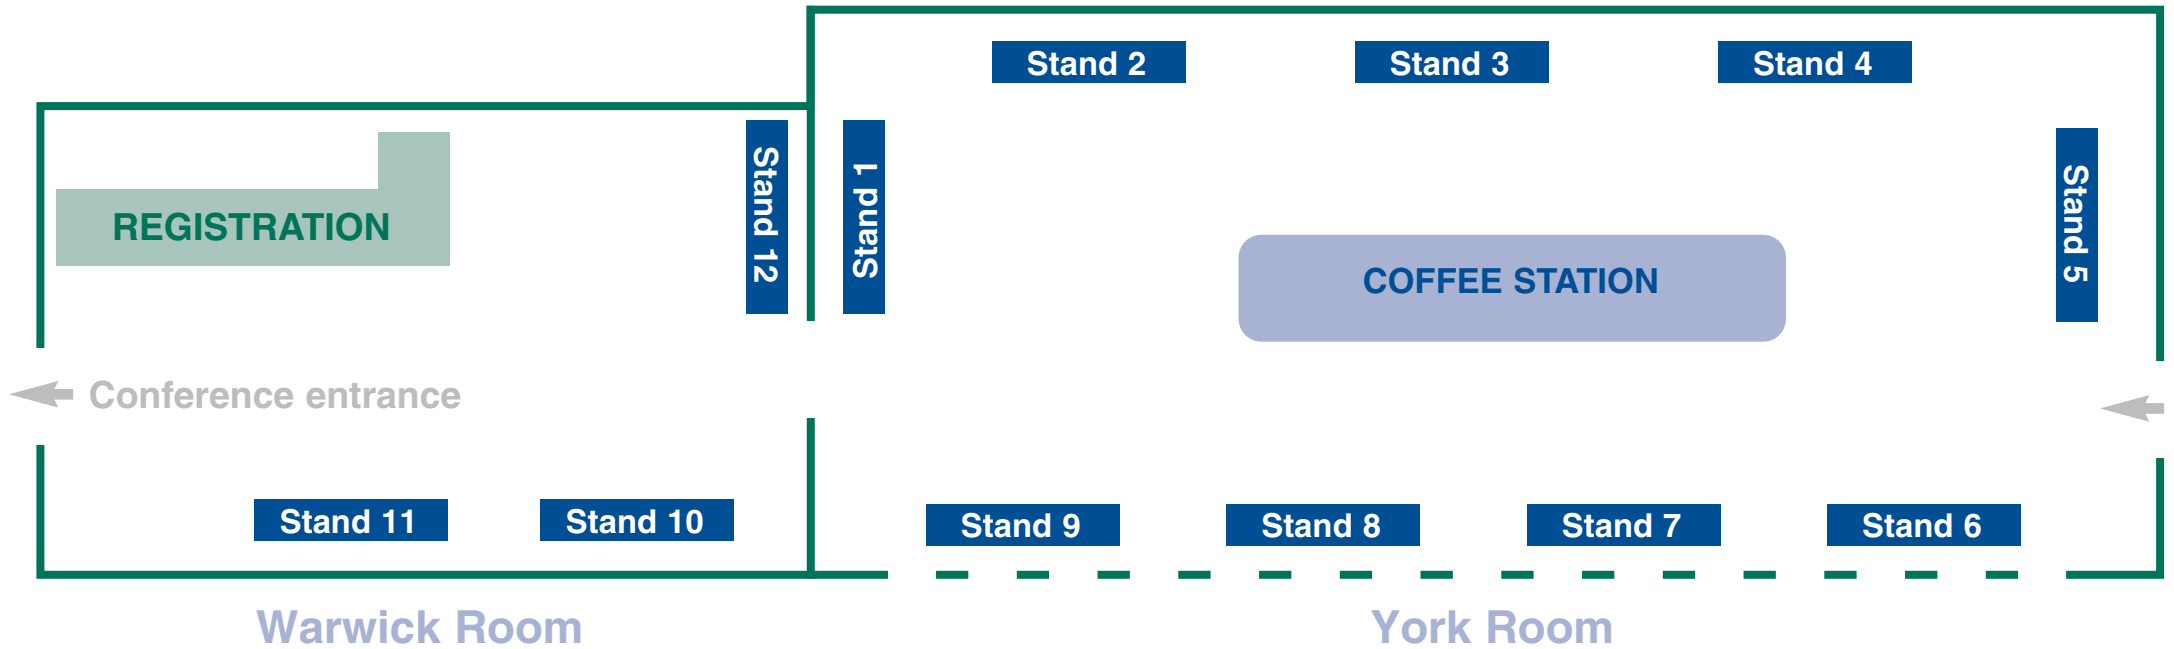 Stand 2
Stand 3
Stand 4
Stand 12
Stand 1
Stand 5
REGISTRATION
COFFEE STATION
Conference entrance
Stand 11
Stand 10
Stand 9
Stand 8
Stand 7
Stand 6
Warwick Room
York Room